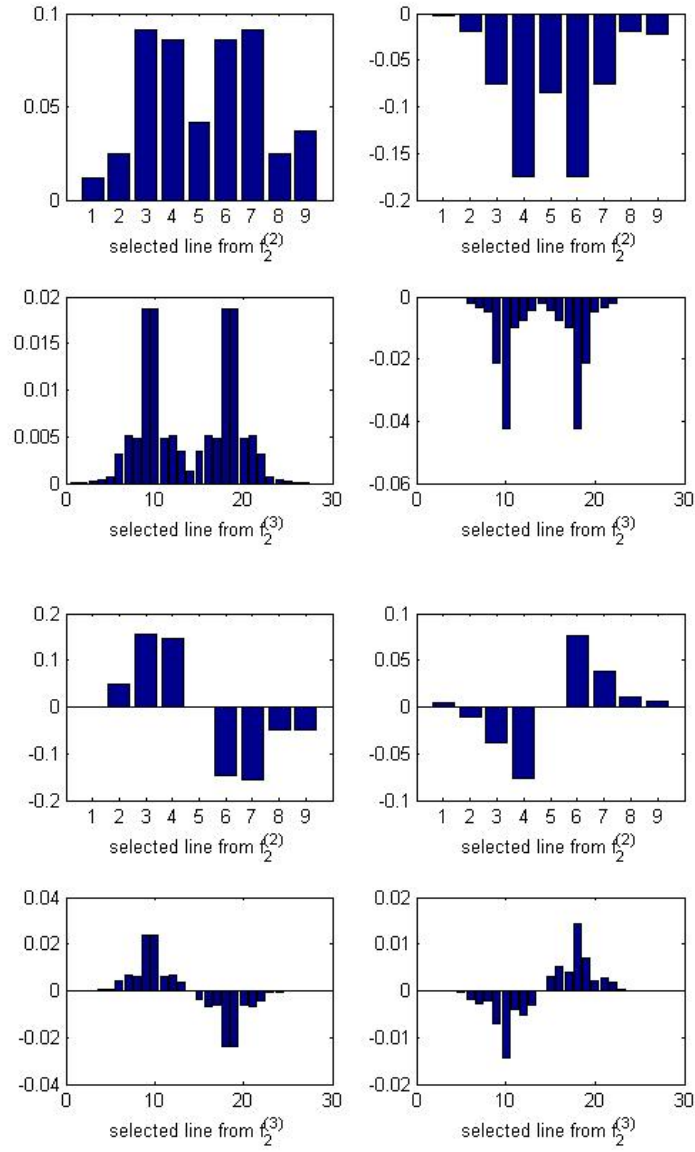 0.1
0.05
0
1 2 3 4 5 6 7 8 9
selected line from f₂⁽²⁾
0
-0.05
-0.1
-0.15
-0.2
1 2 3 4 5 6 7 8 9
selected line from f₂⁽²⁾
0.02
0.015
0.01
0.005
0
0 10 20 30
selected line from f₂⁽³⁾
0
-0.02
-0.04
-0.06
0 10 20 30
selected line from f₂⁽³⁾
0.2
0.1
0
-0.1
-0.2
1 2 3 4 5 6 7 8 9
selected line from f₂⁽²⁾
0.1
0.05
0
-0.05
-0.1
1 2 3 4 5 6 7 8 9
selected line from f₂⁽²⁾
0.04
0.02
0
-0.02
-0.04
0 10 20 30
selected line from f₂⁽³⁾
0.02
0.01
0
-0.01
0.02
0 10 20 30
selected line from f₂⁽³⁾